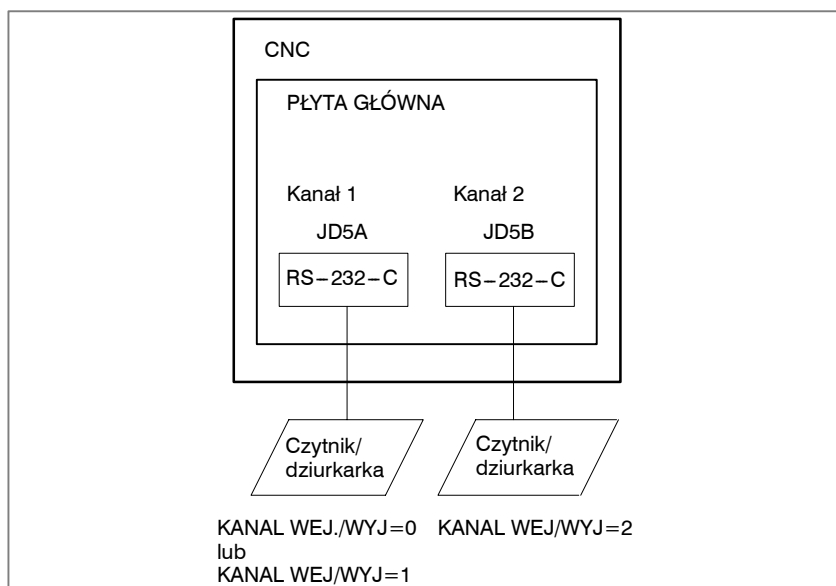 CNC
PŁYTA GŁÓWNA
Kanał 1 Kanał 2
JD5A JD5B
RS-232-C RS-232-C
Czytnik/
dziurkarka
Czytnik/
dziurkarka
KANAL WEJ./WYJ=0
lub
KANAL WEJ/WYJ=1
KANAL WEJ/WYJ=2